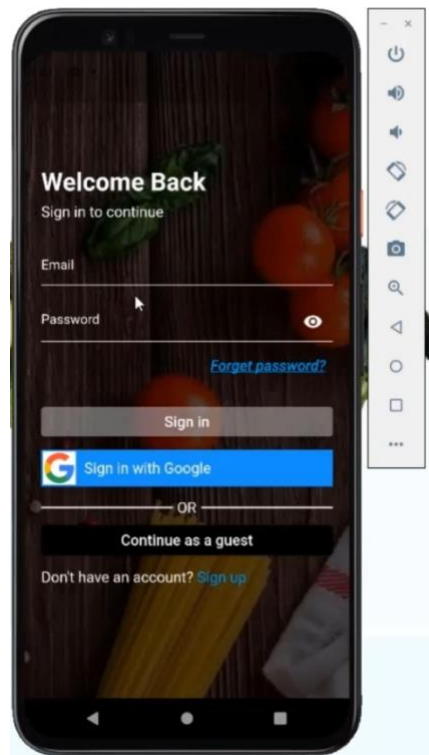 Welcome Back
Sign in to continue
Email
Password
Forget password?
Sign in
Sign in with Google
OR
Continue as a guest
Don't have an account? Sign up